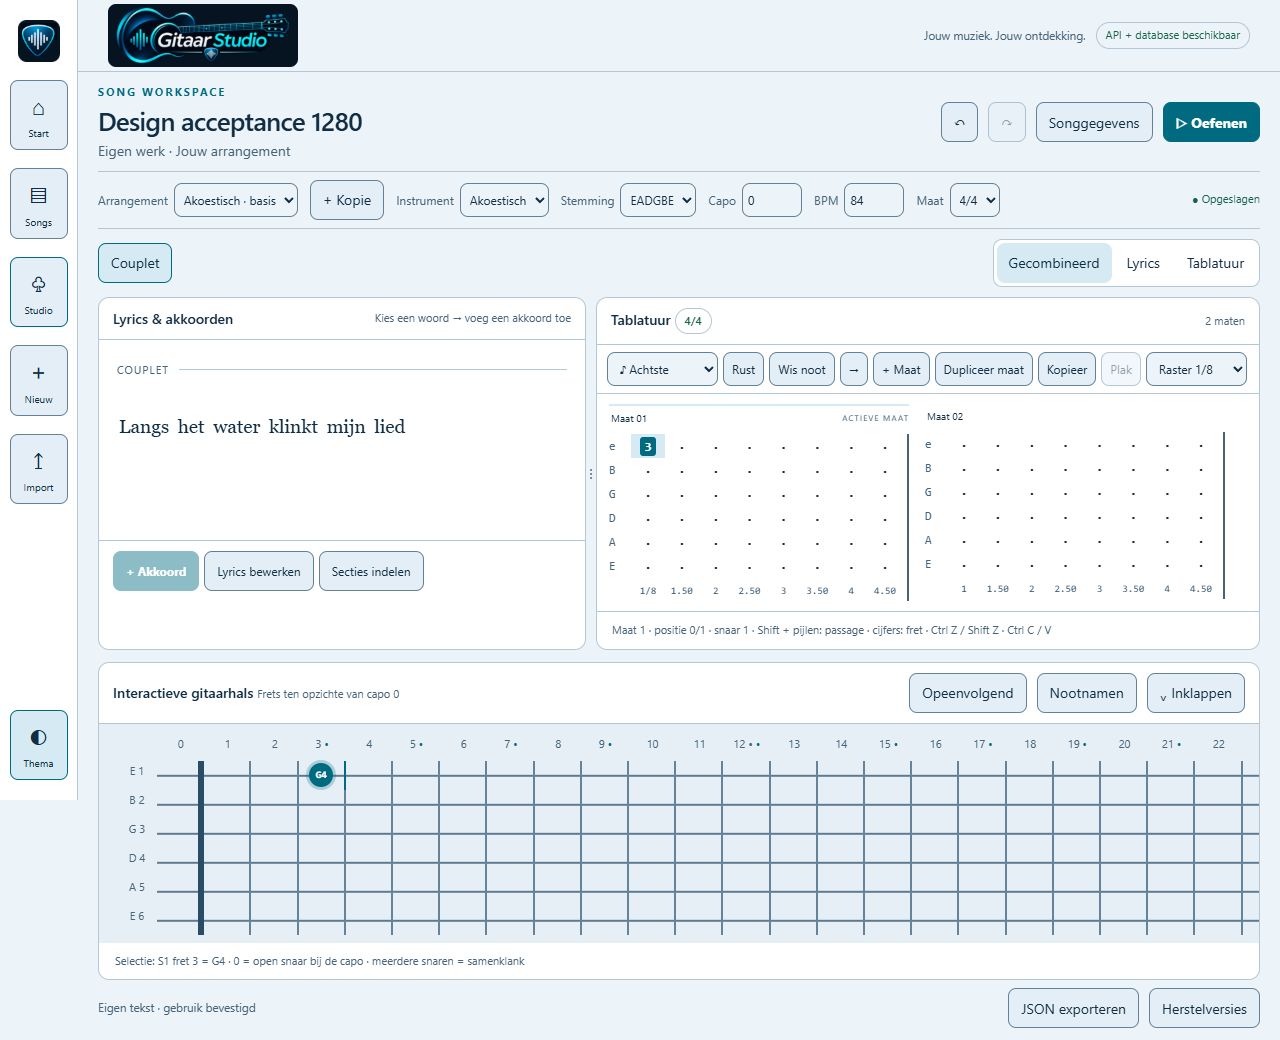 Gitaar Studio
Jouw muziek. Jouw ontdekking.
API + database beschikbaar
Start
Songs
Studio
Nieuw
Import
Thema
SONG WORKSPACE
Design acceptance 1280
Eigen werk · Jouw arrangement
↶ ↷ Songgegevens ▷ Oefenen
Arrangement Akoestisch · basis + Kopie Instrument Akoestisch Stemming EADGBE Capo 0 BPM 84 Maat 4/4 ● Opgeslagen
Couplet
Gecombineerd Lyrics Tablatuur
Lyrics & akkoorden Kies een woord → voeg een akkoord toe
COUPLET
Langs het water klinkt mijn lied
+ Akkoord Lyrics bewerken Secties indelen
Tablatuur 4/4 2 maten
♪ Achtste Rust Wis noot → + Maat Dupliceer maat Kopieer Plak Raster 1/8
Maat 01 ACTIEVE MAAT
e 3 · · · · · · ·
B · · · · · · · ·
G · · · · · · · ·
D · · · · · · · ·
A · · · · · · · ·
E · · · · · · · ·
1/8 1.50 2 2.50 3 3.50 4 4.50
Maat 02
e · · · · · · · ·
B · · · · · · · ·
G · · · · · · · ·
D · · · · · · · ·
A · · · · · · · ·
E · · · · · · · ·
1 1.50 2 2.50 3 3.50 4 4.50
Maat 1 · positie 0/1 · snaar 1 · Shift + pijlen: passage · cijfers: fret · Ctrl Z / Shift Z · Ctrl C / V
Interactieve gitaarhals Frets ten opzichte van capo 0
Opeenvolgend Nootnamen ˬ Inklappen
0 1 2 3 • 4 5 • 6 7 • 8 9 • 10 11 12 • • 13 14 15 • 16 17 • 18 19 • 20 21 • 22
E 1 G4
B 2
G 3
D 4
A 5
E 6
Selectie: S1 fret 3 = G4 · 0 = open snaar bij de capo · meerdere snaren = samenklank
Eigen tekst · gebruik bevestigd
JSON exporteren Herstelversies